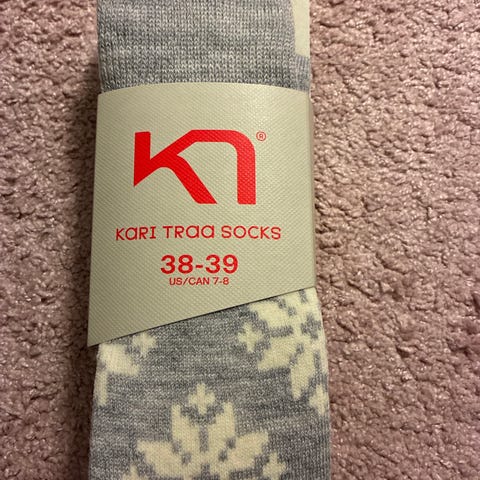 ®
KARI TRAA SOCKS
38-39
US/CAN 7-8